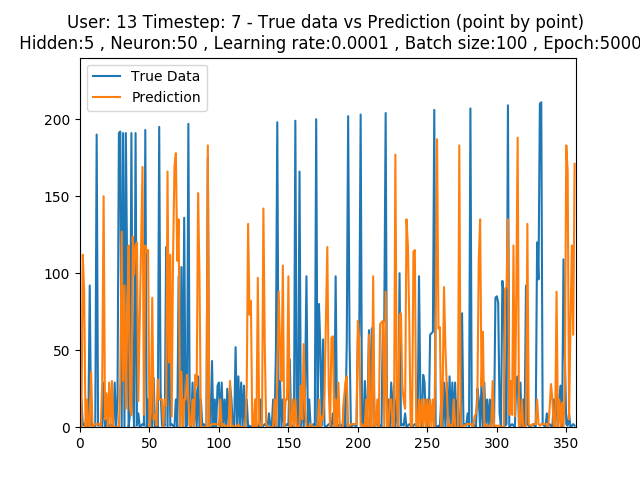 User: 13 Timestep: 7 - True data vs Prediction (point by point)
Hidden:5 , Neuron:50 , Learning rate:0.0001 , Batch size:100 , Epoch:5000
True Data
Prediction
200
150
100
50
0
0 50 100 150 200 250 300 350